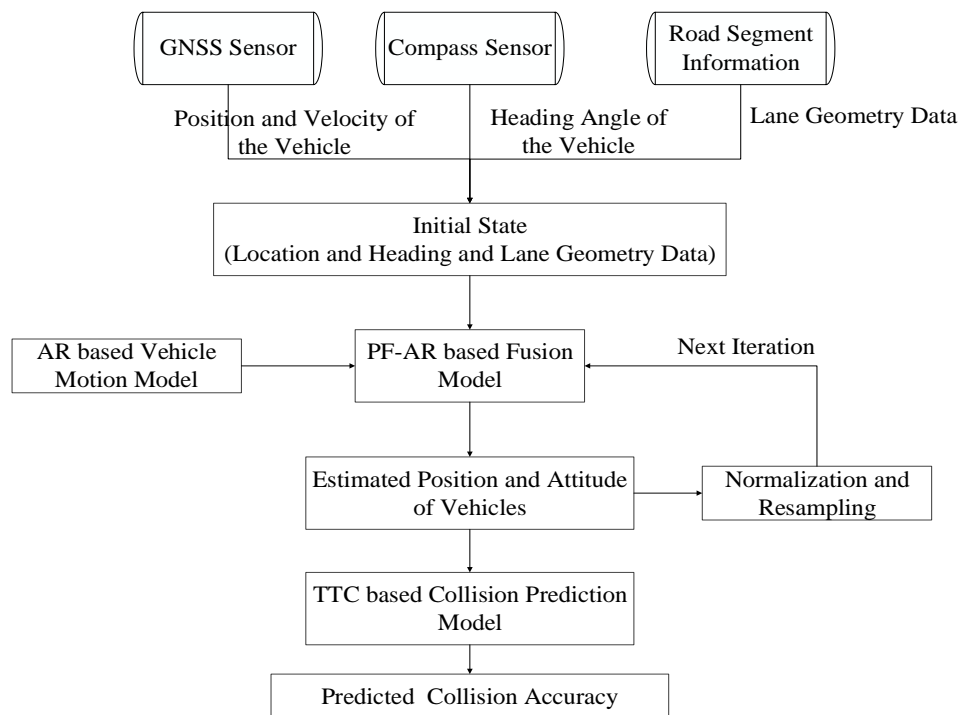 GNSS Sensor
Compass Sensor
Road Segment
Information
Position and Velocity of
the Vehicle
Heading Angle of
the Vehicle
Lane Geometry Data
Initial State
(Location and Heading and Lane Geometry Data)
AR based Vehicle
Motion Model
PF-AR based Fusion
Model
Next Iteration
Estimated Position and Attitude
of Vehicles
Normalization and
Resampling
TTC based Collision Prediction
Model
Predicted Collision Accuracy